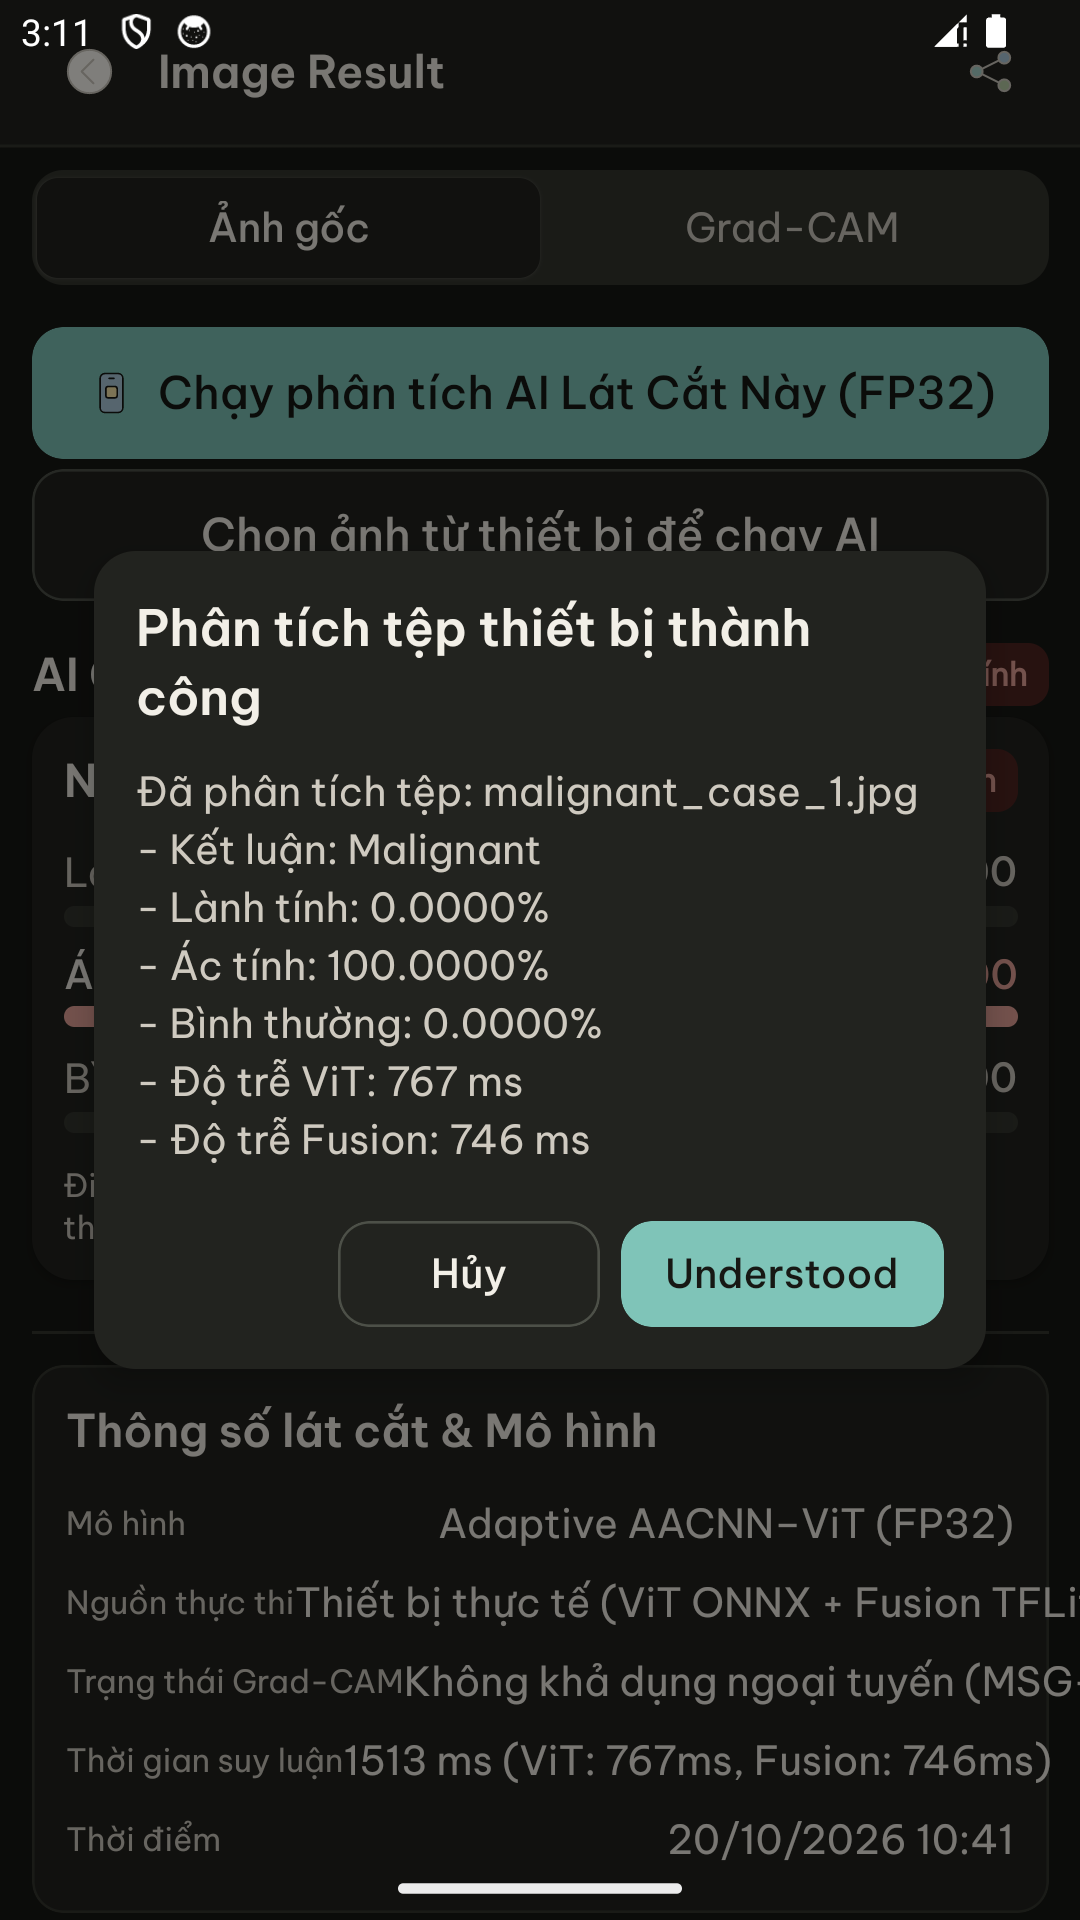 3:11
Image Result
Ảnh gốc
Grad-CAM
Chạy phân tích AI Lát Cắt Này (FP32)
Chọn ảnh từ thiết bị để chạy AI
AI
Phân tích tệp thiết bị thành
công
Đã phân tích tệp: malignant_case_1.jpg
- Kết luận: Malignant
- Lành tính: 0.0000%
- Ác tính: 100.0000%
- Bình thường: 0.0000%
- Độ trễ ViT: 767 ms
- Độ trễ Fusion: 746 ms
Hủy
Understood
Thông số lát cắt & Mô hình
Mô hình
Adaptive AACNN-ViT (FP32)
Nguồn thực thi
Thiết bị thực tế (ViT ONNX + Fusion TFLi
Trạng thái Grad-CAM
Không khả dụng ngoại tuyến (MSG-
Thời gian suy luận
1513 ms (ViT: 767ms, Fusion: 746ms)
Thời điểm
20/10/2026 10:41